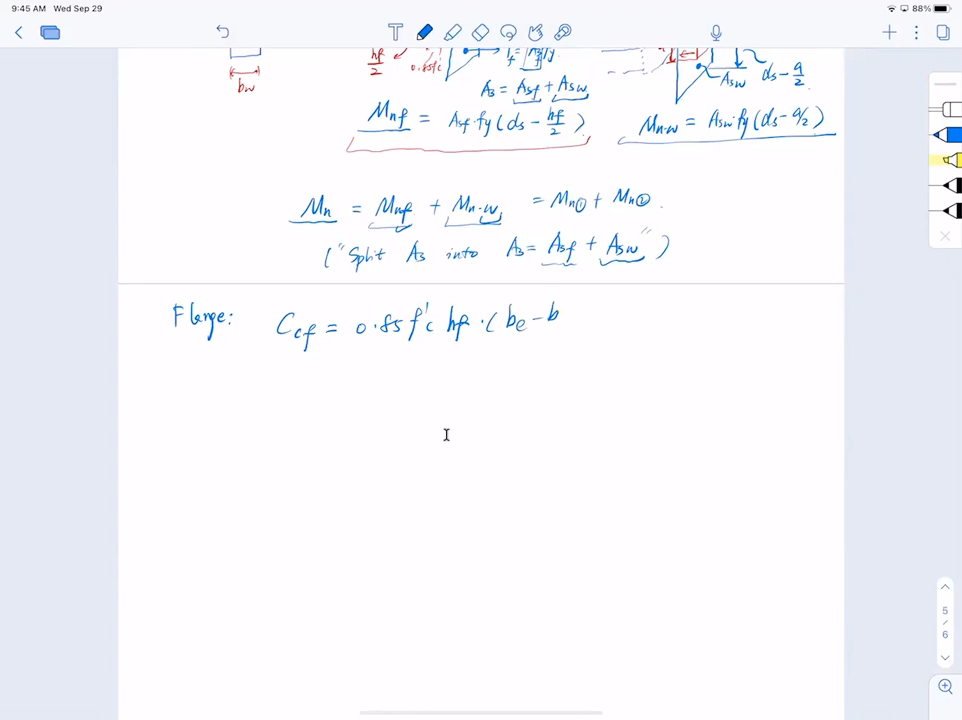 9:45 AM Wed Sep 29
88%
T
hf/2
0.85f'c
bw
As = Asf + Asw
Asw
ds - a/2
Mnf = Asf·fy(ds - hf/2)
Mn·w = Asw·fy(ds - a/2)
Mn = Mnf + Mn·w = Mn① + Mn②.
("Split As into As = Asf + Asw")
Flange: Ccf = 0.85 f'c hf·(be - b
5
/
6